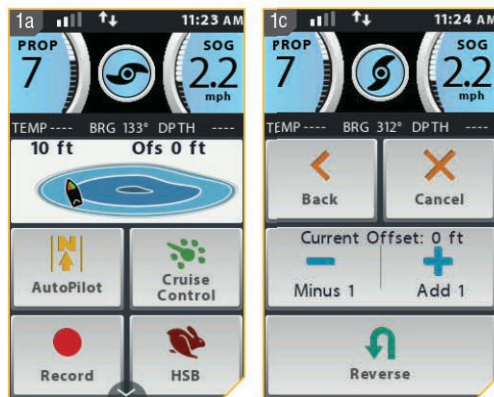 1a 11:23 AM
PROP SOG
7 2.2
mph
TEMP ---- BRG 133° DPTH ----
10 ft Ofs 0 ft
N
AutoPilot
Cruise
Control
Record
HSB
1c 11:24 AM
PROP SOG
7 2.2
mph
TEMP ---- BRG 312° DPTH ----
Back
Cancel
Current Offset: 0 ft
Minus 1 Add 1
Reverse